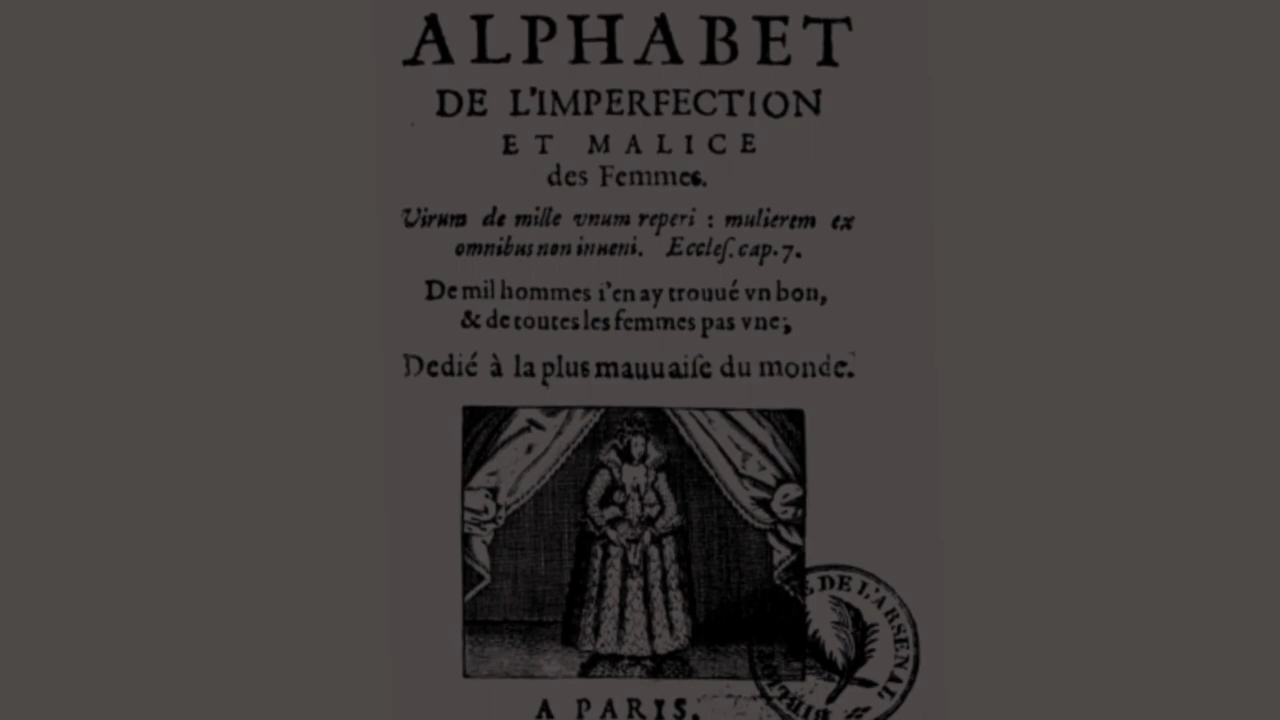 ALPHABET
DE L'IMPERFECTION
ET MALICE
des Femmes.
Virum de mille vnum reperi : mulierem ex
omnibus non inueni. Eccleſ. cap. 7.
De mil hommes i'en ay trouué vn bon,
& de toutes les femmes pas vne;
Dedié à la plus mauuaiſe du monde.
A PARIS,
DE L'ARSENAL